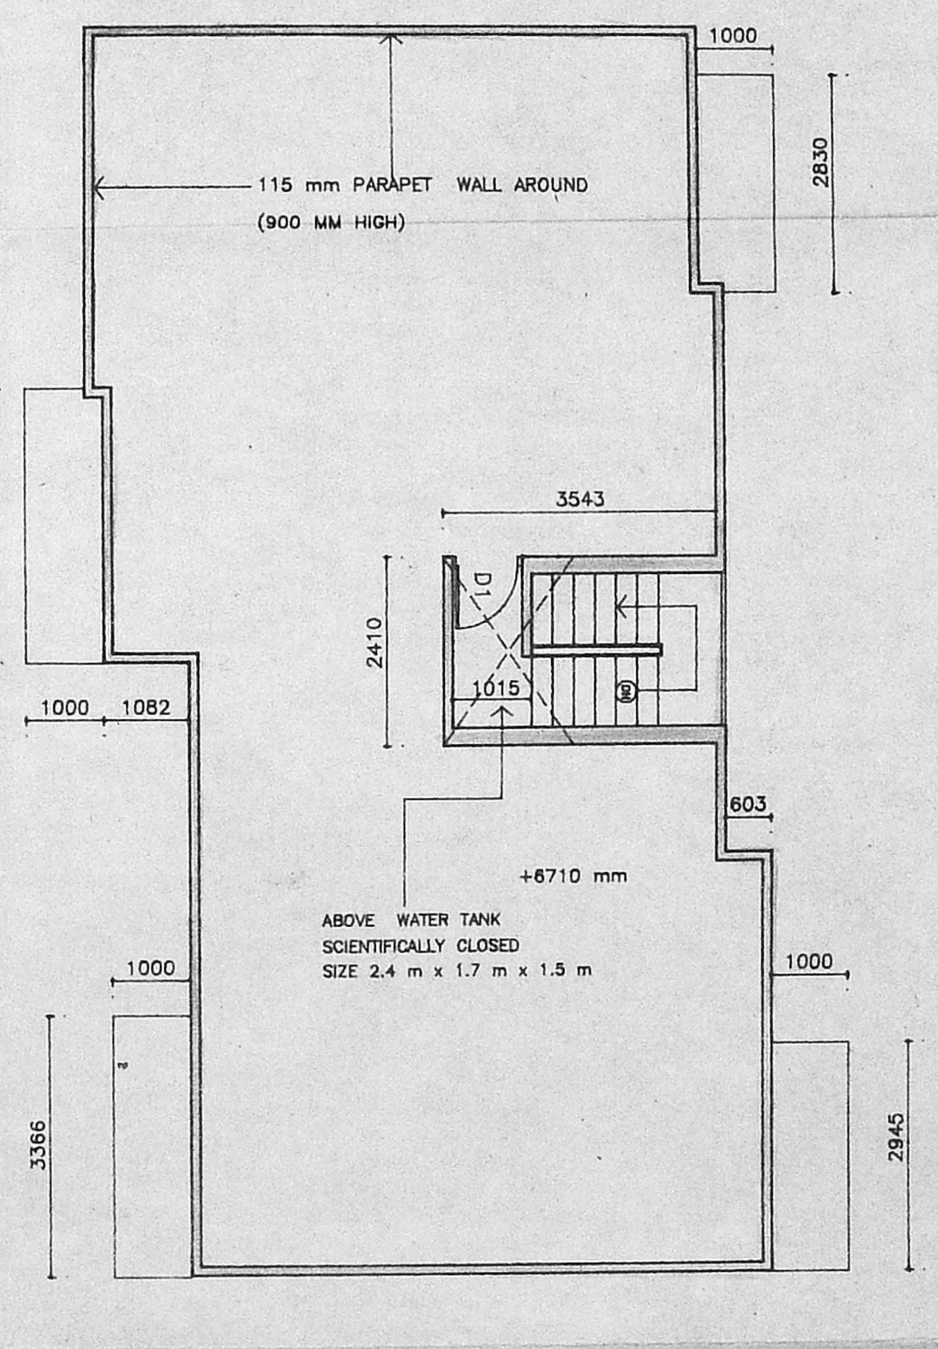 1000
2830
115 mm PARAPET WALL AROUND
(900 MM HIGH)
3543
D1
2410
1015
DN
1000
1082
603
+6710 mm
ABOVE WATER TANK
SCIENTIFICALLY CLOSED
SIZE 2.4 m x 1.7 m x 1.5 m
1000
1000
3366
2945